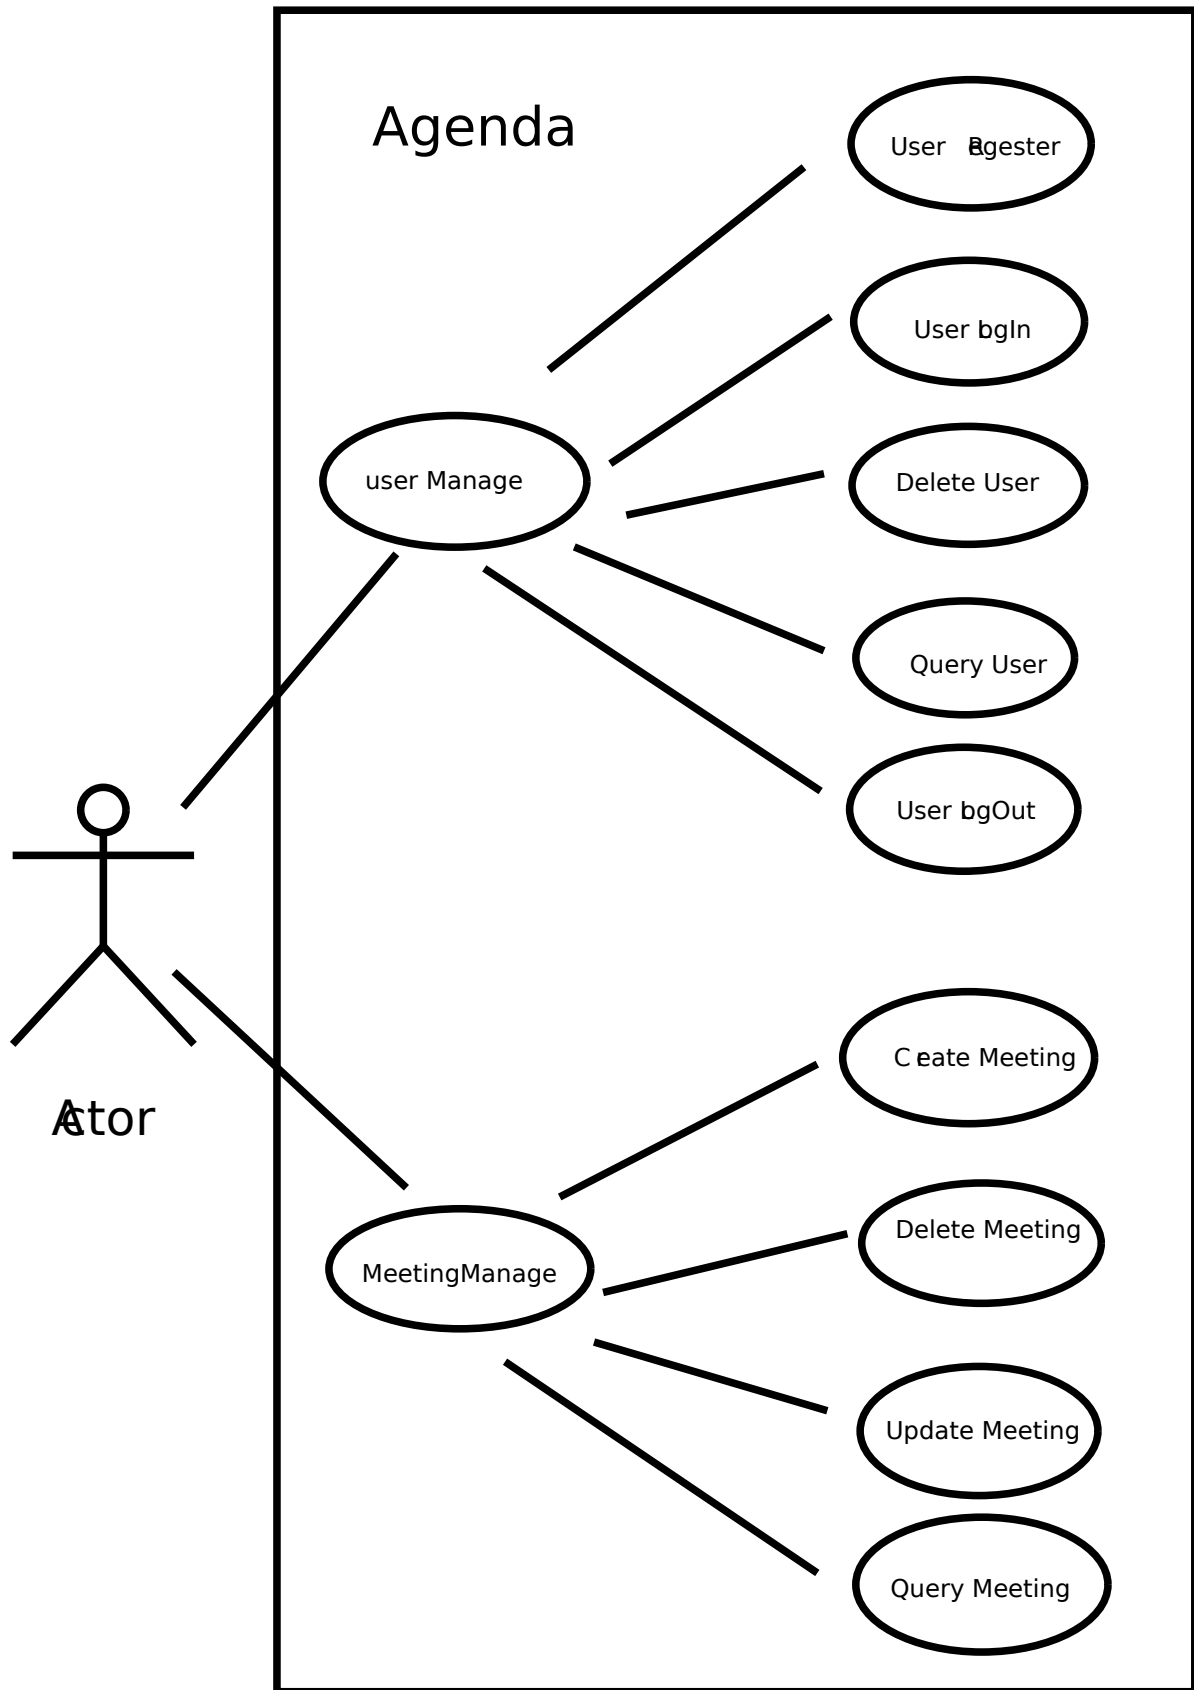 Agenda
User Regester
User LogIn
user Manage
Delete User
Query User
User LogOut
Actor
Create Meeting
Delete Meeting
MeetingManage
Update Meeting
Query Meeting